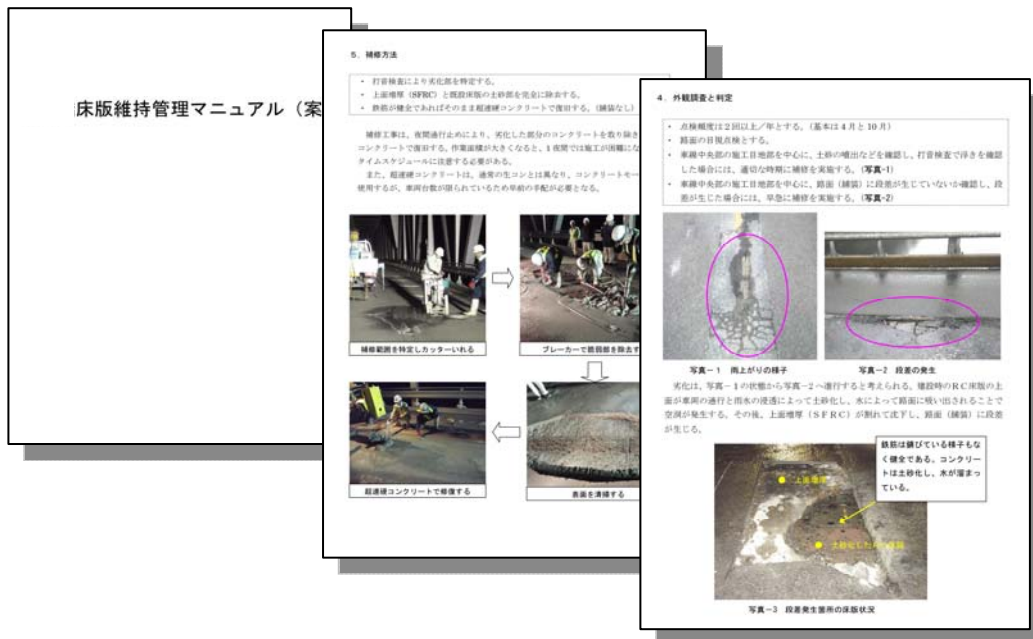 床版維持管理マニュアル（案
５．補修方法
・ 打音検査により劣化部を特定する。
・ 上面増厚（SFRC）と既設床版の土砂部を完全に除去する。
・ 鉄筋が健全であればそのまま超速硬コンクリートで復旧する。（舗装なし）
補修工事は、夜間通行止めにより、劣化した部分のコンクリートを取り除き
コンクリートで復旧する。作業面積が大きくなると、1夜間では施工が困難にな
タイムスケジュールに注意する必要がある。
また、超速硬コンクリートは、通常の生コンとは異なり、コンクリートモー
使用するが、車両台数が限られているため早前の手配が必要となる。
補修範囲を特定しカッターいれる
ブレーカーで脆弱部を除去す
超速硬コンクリートで修復する
表面を清掃する
４．外観調査と判定
・ 点検頻度は２回以上／年とする。（基本は４月と10月）
・ 路面の目視点検とする。
・ 車線中央部の施工目地部を中心に、土砂の噴出などを確認し、打音検査で浮きを確認
した場合には、適切な時期に補修を実施する。（写真-1）
・ 車線中央部の施工目地部を中心に、路面（舗装）に段差が生じていないか確認し、段
差が生じた場合には、早急に補修を実施する。（写真-2）
写真－１ 雨上がりの様子
写真－２ 段差の発生
劣化は、写真－１の状態から写真－２へ進行すると考えられる。建設時のＲＣ床版の上
面が車両の通行と雨水の浸透によって土砂化し、水によって路面に吸い出されることで
空洞が発生する。その後、上面増厚（ＳＦＲＣ）が割れて沈下し、路面（舗装）に段差
が生じる。
鉄筋は錆びている様子もな
く健全である。コンクリー
トは土砂化し、水が溜まっ
ている。
上面増厚
写真－３ 段差発生箇所の床版状況